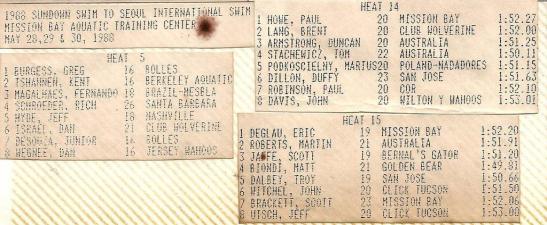 1988 SUNDOWN SWIM TO SEOUL INTERNATIONAL SWIM
MISSION BAY AQUATIC TRAINING CENTER
MAY 28,29 & 30, 1988
HEAT 5
1 BURGESS, GREG 16 BOLLES
2 TSHANNEN, KENT 16 BERKELEY AQUATIC
3 MAGALHAES, FERNANDO 18 BRAZIL-MESBLA
4 SCHROEDER, RICH 26 SANTA BARBARA
5 HYDE, JEFF 18 NASHVILLE
6 ISRAEL, DAN 21 CLUB WOLVERINE
7 DESOUZA, JUNIOR 16 BOLLES
8 WEGNER, DAN 16 JERSEY WAHOOS
HEAT 14
1 HOWE, PAUL 20 MISSION BAY 1:52.27
2 LANG, BRENT 20 CLUB WOLVERINE 1:52.00
3 ARMSTRONG, DUNCAN 20 AUSTRALIA 1:51.25
4 STACHEWICZ, TOM 22 AUSTRALIA 1:50.11
5 PODKOSCIELNY, MARIUS 20 POLAND-NADADORES 1:51.15
6 DILLON, DUFFY 23 SAN JOSE 1:51.63
7 ROBINSON, PAUL 20 COR 1:52.10
8 DAVIS, JOHN 20 WILTON Y WAHOOS 1:53.01
HEAT 15
1 DEGLAU, ERIC 19 MISSION BAY 1:52.20
2 ROBERTS, MARTIN 21 AUSTRALIA 1:51.91
3 JAFFE, SCOTT 19 BERNAL'S GATOR 1:51.20
4 BIONDI, MATT 21 GOLDEN BEAR 1:49.81
5 DALBEY, TROY 19 SAN JOSE 1:50.66
6 WITCHEL, JOHN 20 CLICK TUCSON 1:51.50
7 BRACKETT, SCOTT 23 MISSION BAY 1:52.06
8 UTSCH, JEFF 20 CLICK TUCSON 1:53.00